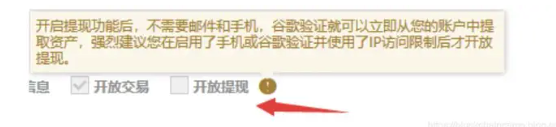 开启提现功能后，不需要邮件和手机，谷歌验证就可以立即从您的账户中提
取资产，强烈建议您在启用了手机或谷歌验证并使用了IP访问限制后才开放
提现。
信息 开放交易 开放提现